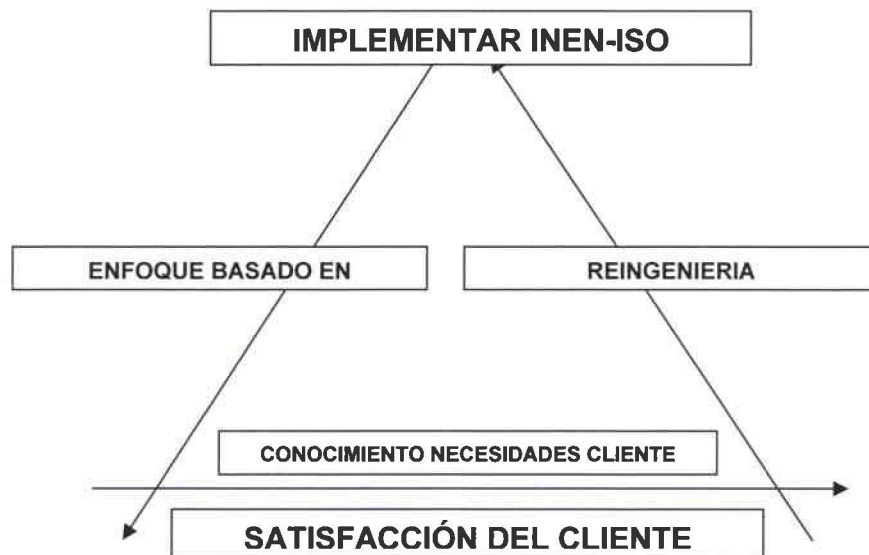 IMPLEMENTAR INEN-ISO
ENFOQUE BASADO EN
REINGENIERIA
CONOCIMIENTO NECESIDADES CLIENTE
SATISFACCIÓN DEL CLIENTE